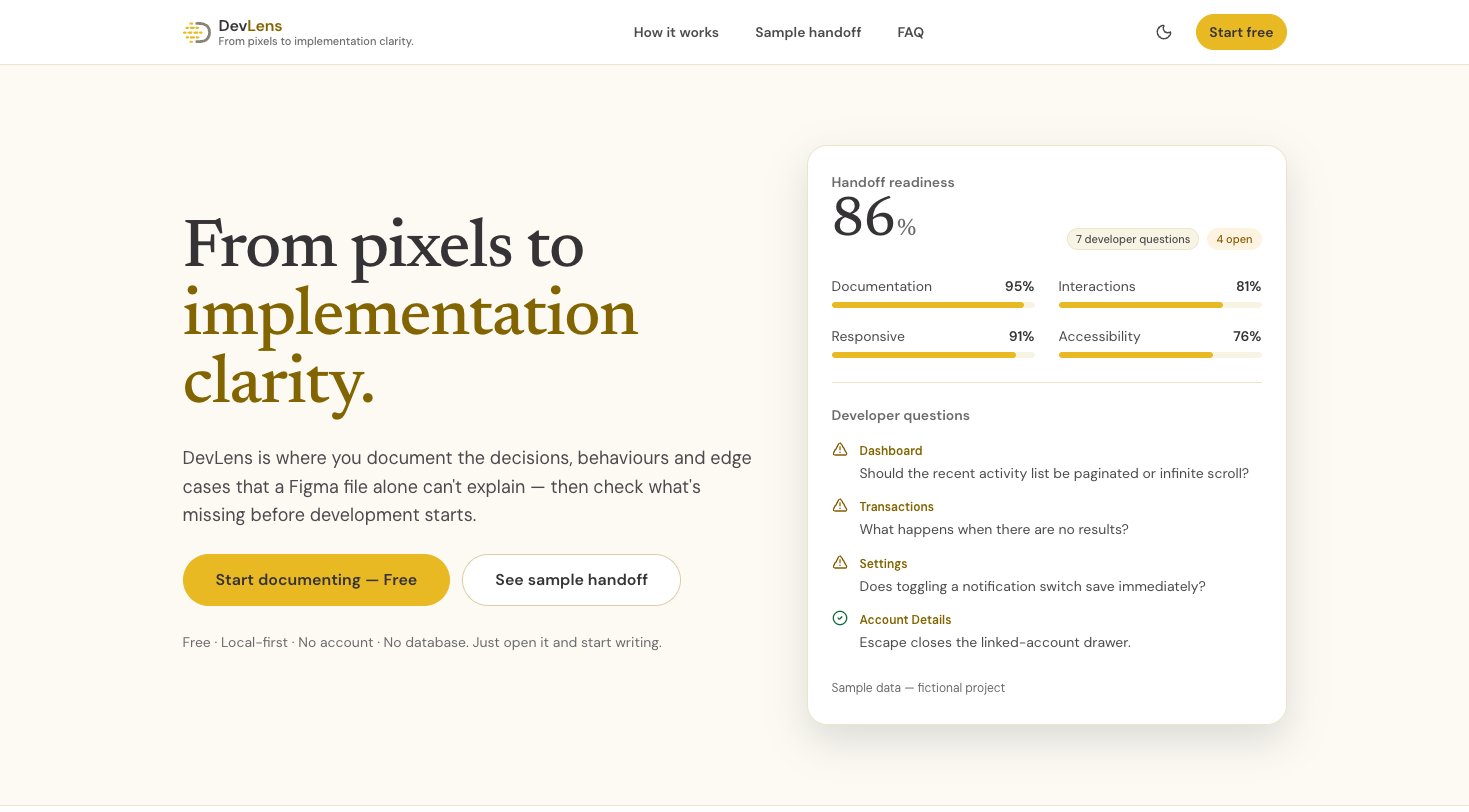 DevLens
From pixels to implementation clarity.
How it works
Sample handoff
FAQ
Start free
From pixels to
implementation
clarity.
DevLens is where you document the decisions, behaviours and edge
cases that a Figma file alone can't explain — then check what's
missing before development starts.
Start documenting — Free
See sample handoff
Free · Local-first · No account · No database. Just open it and start writing.
Handoff readiness
86%
7 developer questions
4 open
Documentation 95%
Interactions 81%
Responsive 91%
Accessibility 76%
Developer questions
Dashboard
Should the recent activity list be paginated or infinite scroll?
Transactions
What happens when there are no results?
Settings
Does toggling a notification switch save immediately?
Account Details
Escape closes the linked-account drawer.
Sample data — fictional project